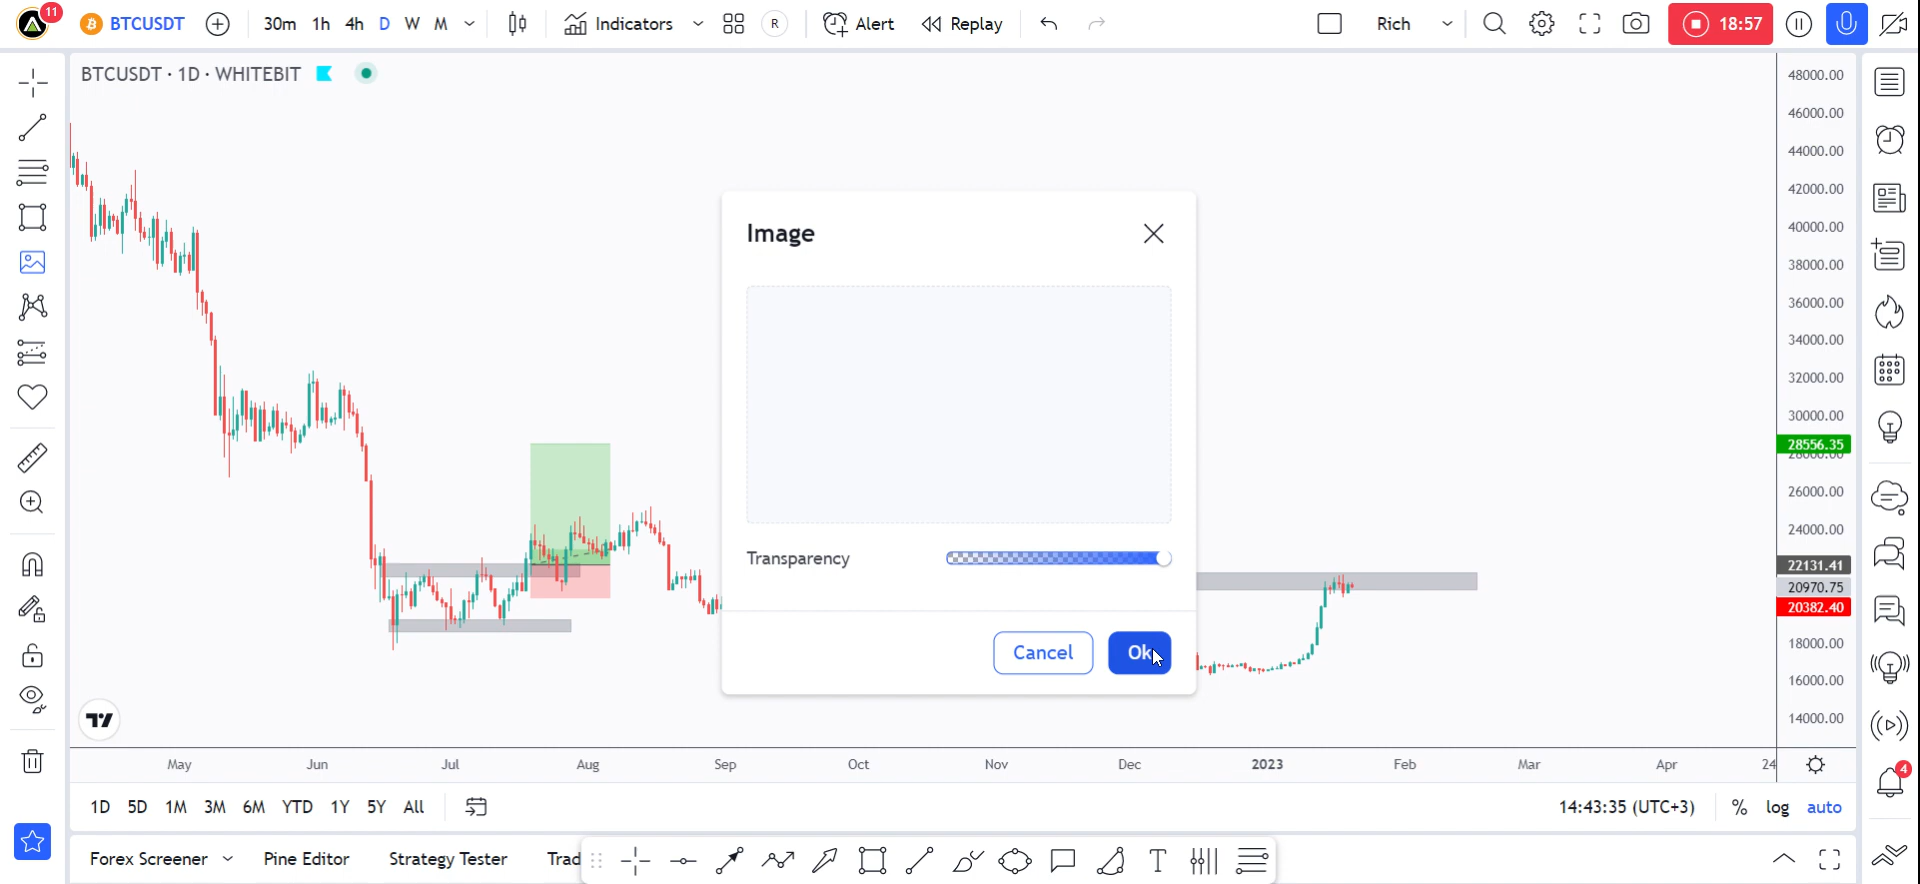 11
BTCUSDT
30m 1h 4h D W M
Indicators
R
Alert
Replay
Rich
18:57
BTCUSDT · 1D · WHITEBIT
48000.00
46000.00
44000.00
42000.00
40000.00
38000.00
36000.00
34000.00
32000.00
30000.00
28556.35
26000.00
24000.00
22131.41
20970.75
20382.40
18000.00
16000.00
14000.00
Image
Transparency
Cancel
Ok
May Jun Jul Aug Sep Oct Nov Dec 2023 Feb Mar Apr 24
4
1D 5D 1M 3M 6M YTD 1Y 5Y All
14:43:35 (UTC+3)
% log auto
Forex Screener
Pine Editor
Strategy Tester
Trad
T